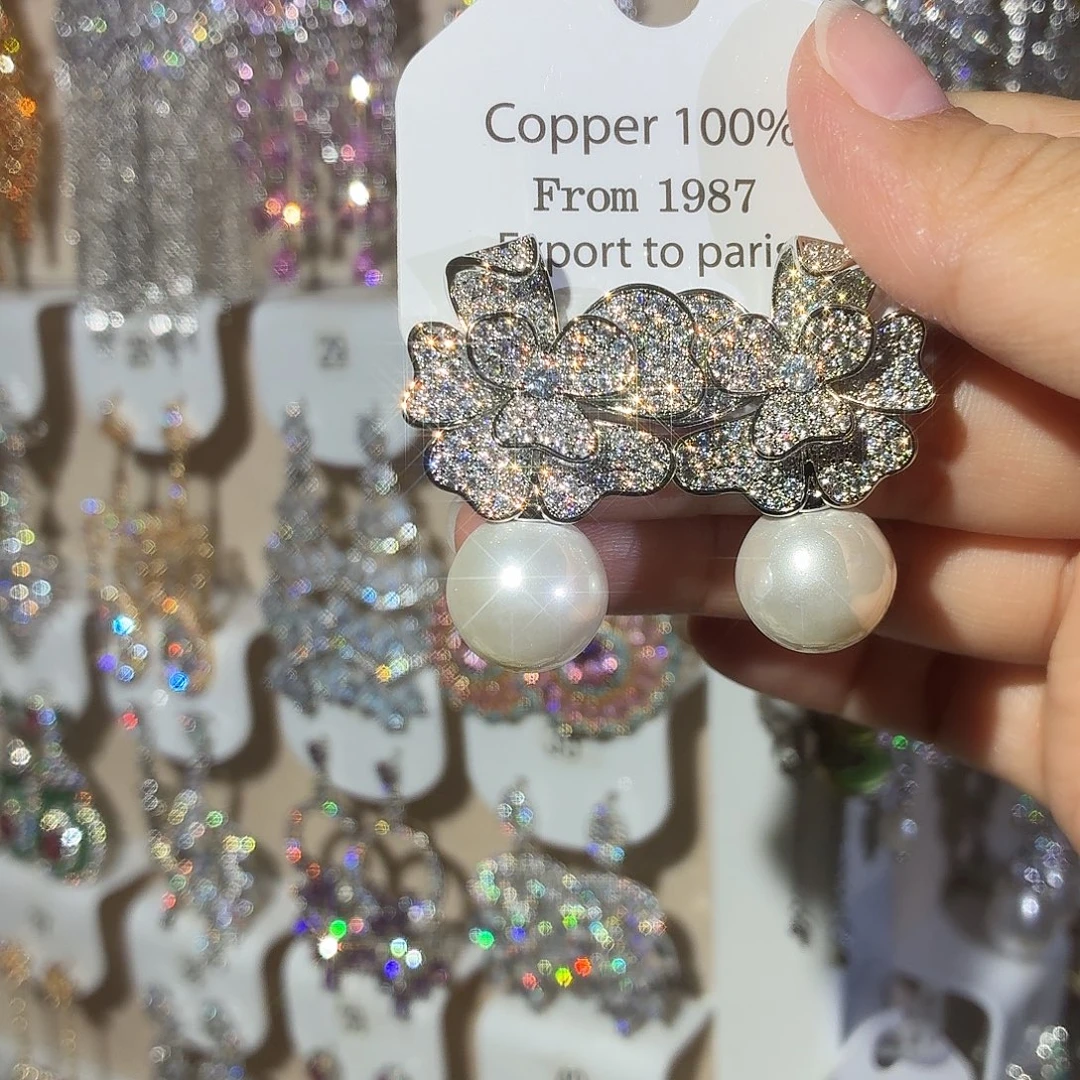 Copper 100%
From 1987
Export to paris